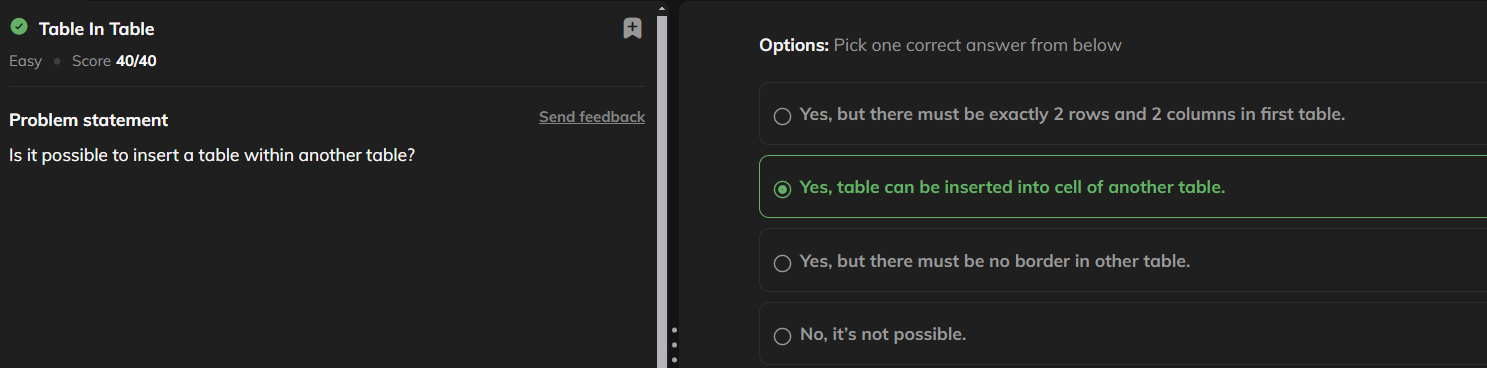 Table In Table
Easy • Score 40/40
Problem statement
Send feedback
Is it possible to insert a table within another table?
Options: Pick one correct answer from below
Yes, but there must be exactly 2 rows and 2 columns in first table.
Yes, table can be inserted into cell of another table.
Yes, but there must be no border in other table.
No, it’s not possible.